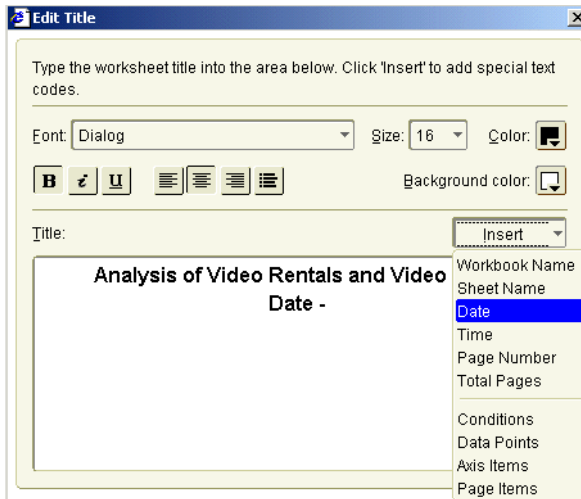 Edit Title
Type the worksheet title into the area below. Click 'Insert' to add special text
codes.
Font: Dialog Size: 16 Color:
B i U Background color:
Title: Insert
Analysis of Video Rentals and Video
Date -
Workbook Name
Sheet Name
Date
Time
Page Number
Total Pages
Conditions
Data Points
Axis Items
Page Items